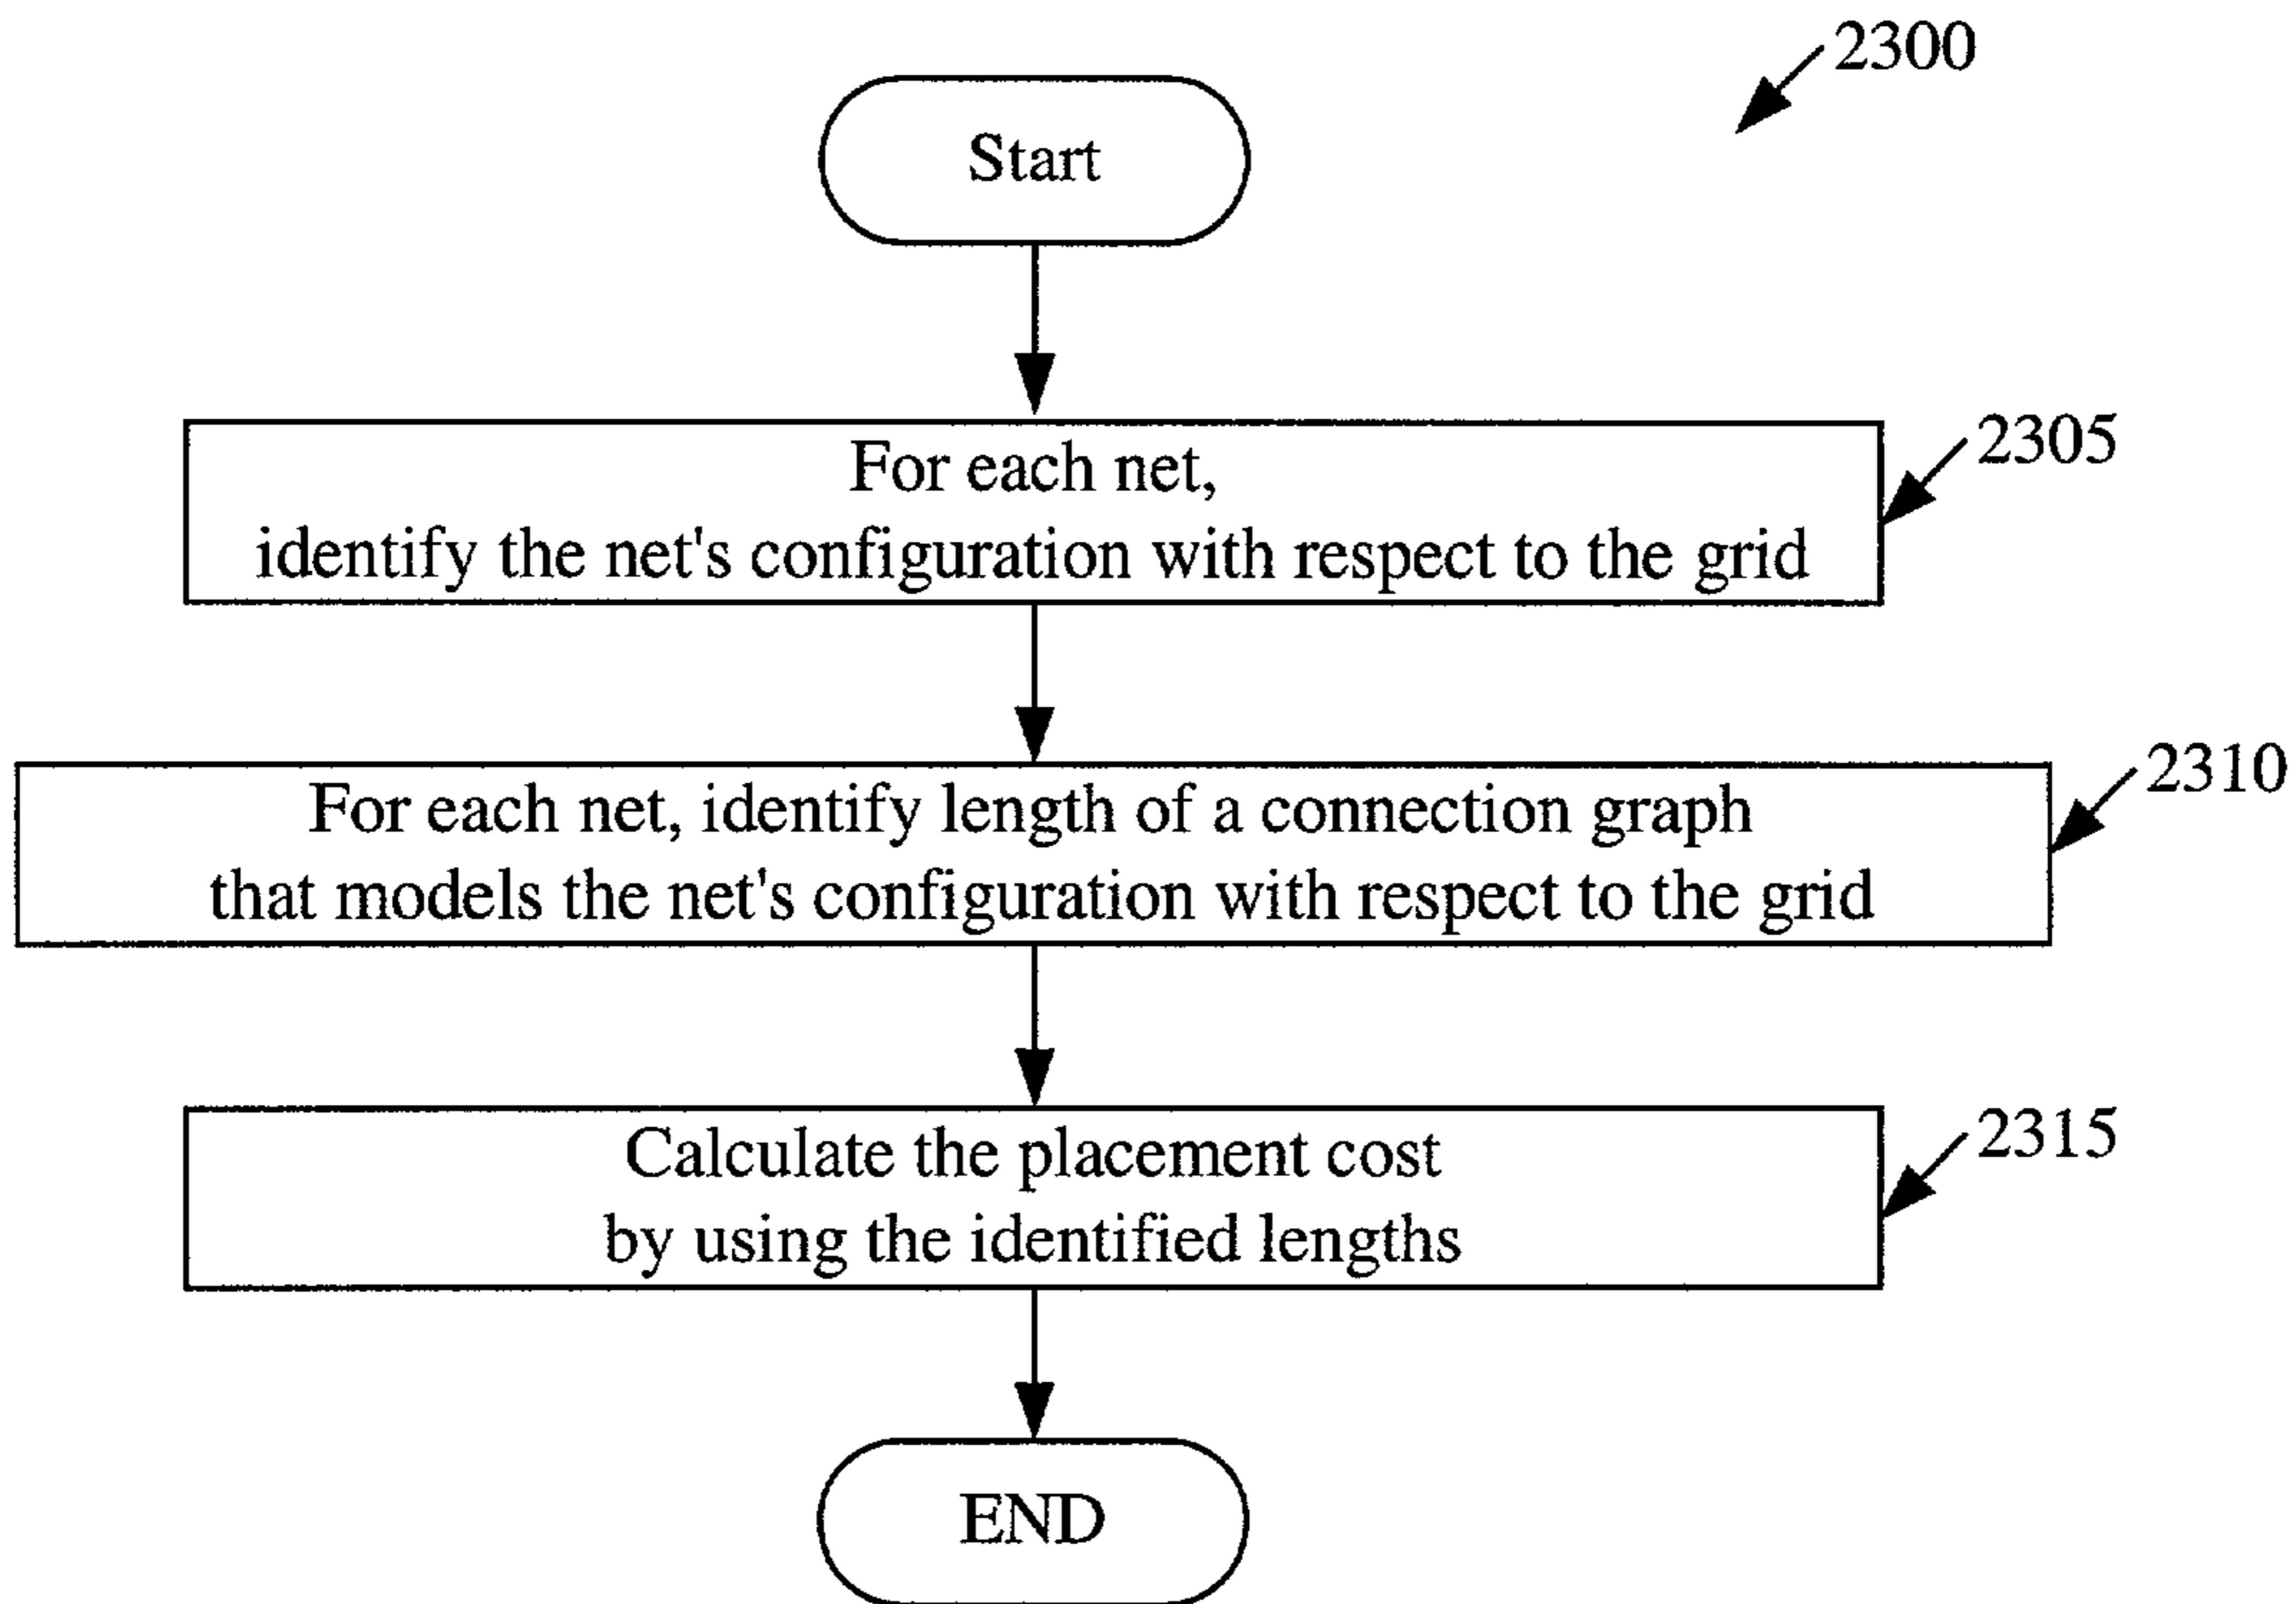 2300
Start
For each net,
identify the net's configuration with respect to the grid
2305
For each net, identify length of a connection graph
that models the net's configuration with respect to the grid
2310
Calculate the placement cost
by using the identified lengths
2315
END